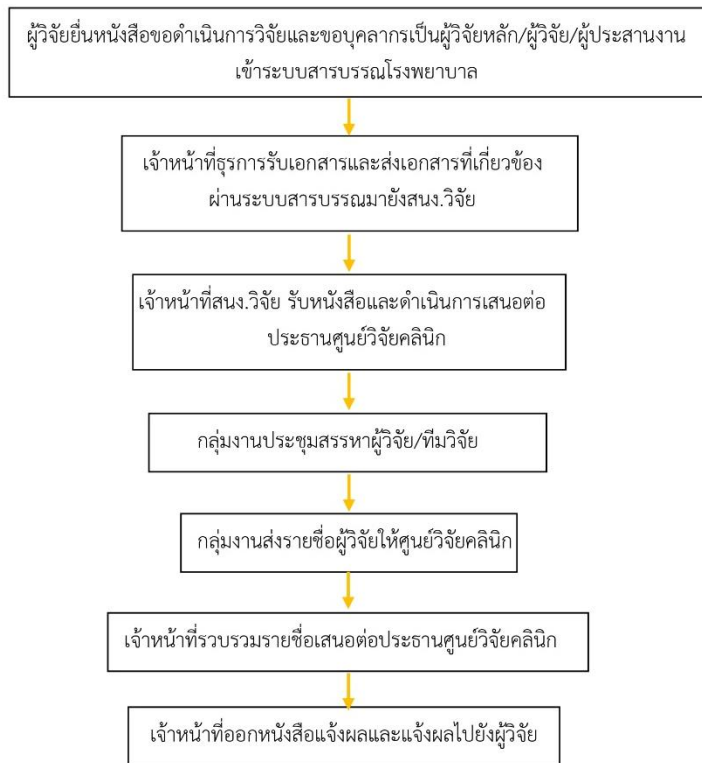 ผู้วิจัยยื่นหนังสือขอดำเนินการวิจัยและขอบุคลากรเป็นผู้วิจัยหลัก/ผู้วิจัย/ผู้ประสานงาน
เข้าระบบสารบรรณโรงพยาบาล
เจ้าหน้าที่ธุรการรับเอกสารและส่งเอกสารที่เกี่ยวข้อง
ผ่านระบบสารบรรณมายังสนง.วิจัย
เจ้าหน้าที่สนง.วิจัย รับหนังสือและดำเนินการเสนอต่อ
ประธานศูนย์วิจัยคลินิก
กลุ่มงานประชุมสรรหาผู้วิจัย/ทีมวิจัย
กลุ่มงานส่งรายชื่อผู้วิจัยให้ศูนย์วิจัยคลินิก
เจ้าหน้าที่รวบรวมรายชื่อเสนอต่อประธานศูนย์วิจัยคลินิก
เจ้าหน้าที่ออกหนังสือแจ้งผลและแจ้งผลไปยังผู้วิจัย